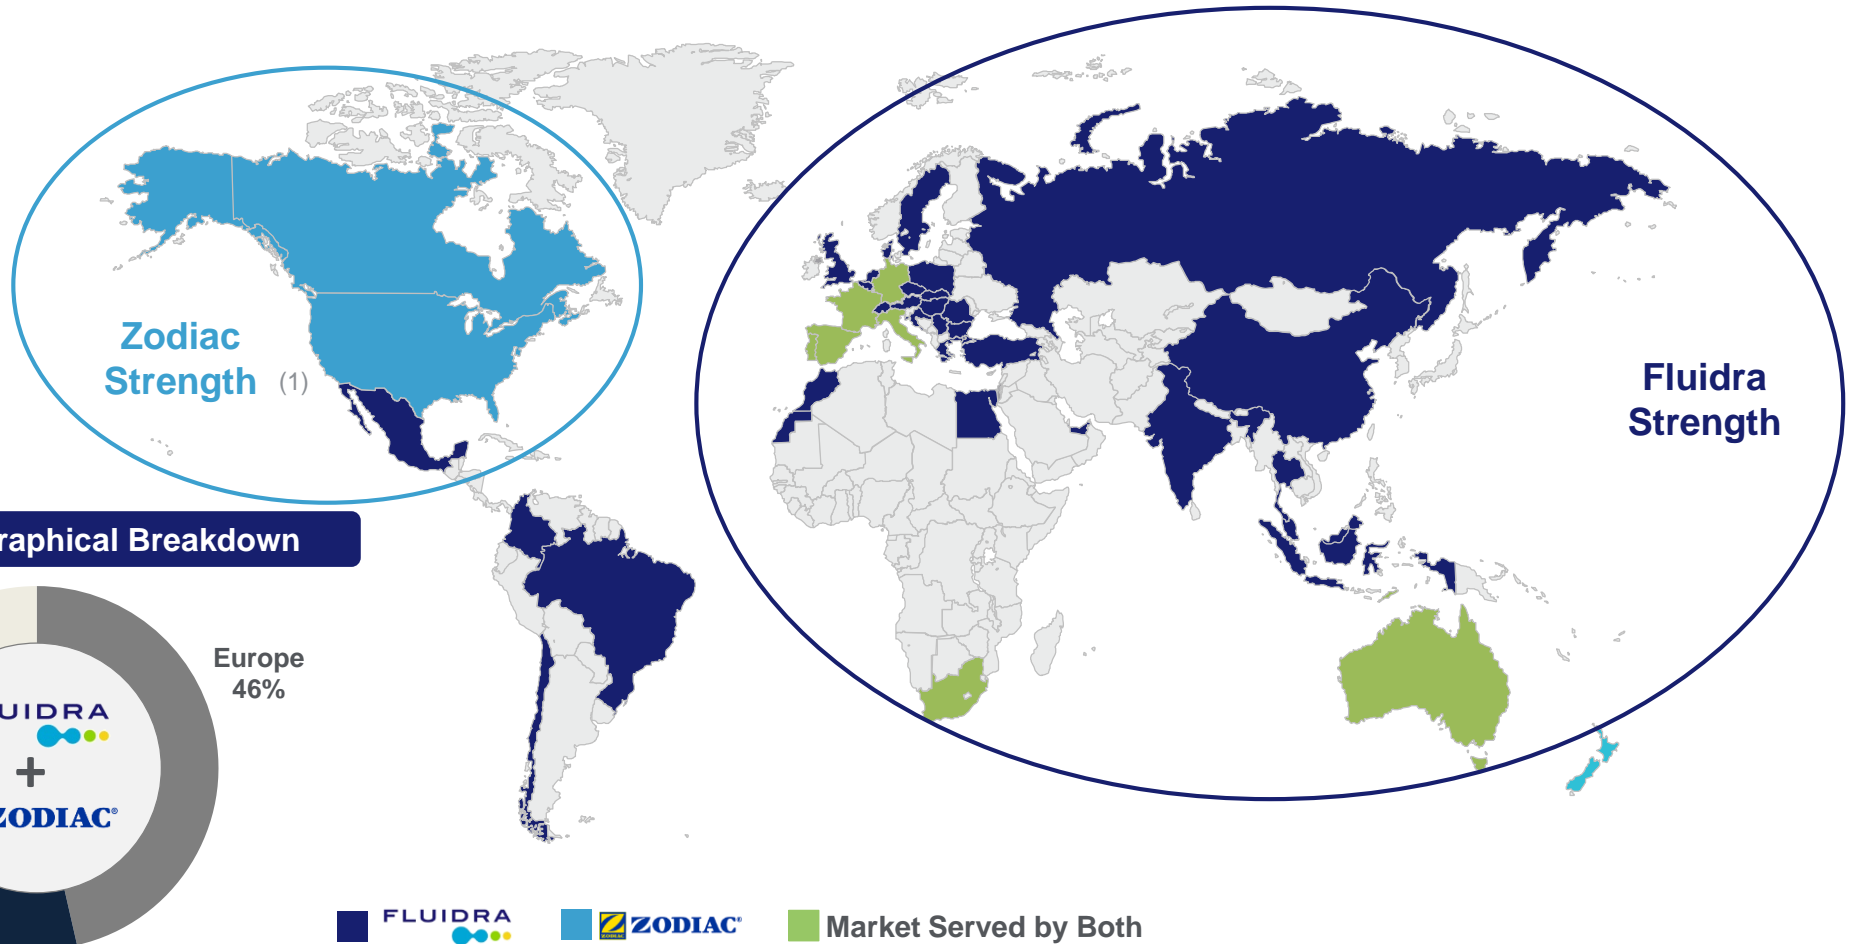 Zodiac
Strength (1)
Fluidra
Strength
raphical Breakdown
Europe
46%
UIDRA
+
ZODIAC®
FLUIDRA
ZODIAC®
Market Served by Both